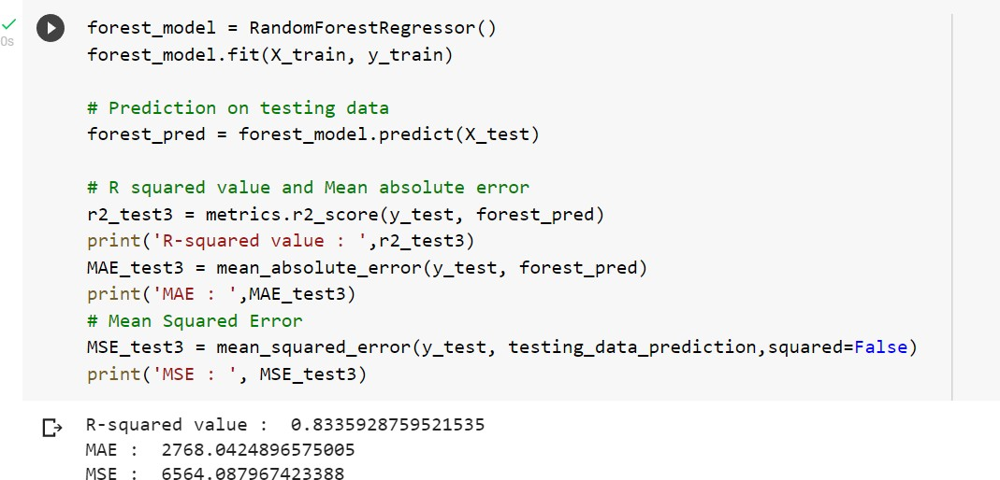 0s
forest_model = RandomForestRegressor()
forest_model.fit(X_train, y_train)
# Prediction on testing data
forest_pred = forest_model.predict(X_test)
# R squared value and Mean absolute error
r2_test3 = metrics.r2_score(y_test, forest_pred)
print('R-squared value : ',r2_test3)
MAE_test3 = mean_absolute_error(y_test, forest_pred)
print('MAE : ',MAE_test3)
# Mean Squared Error
MSE_test3 = mean_squared_error(y_test, testing_data_prediction,squared=False)
print('MSE : ', MSE_test3)
R-squared value :  0.8335928759521535
MAE :  2768.0424896575005
MSE :  6564.087967423388